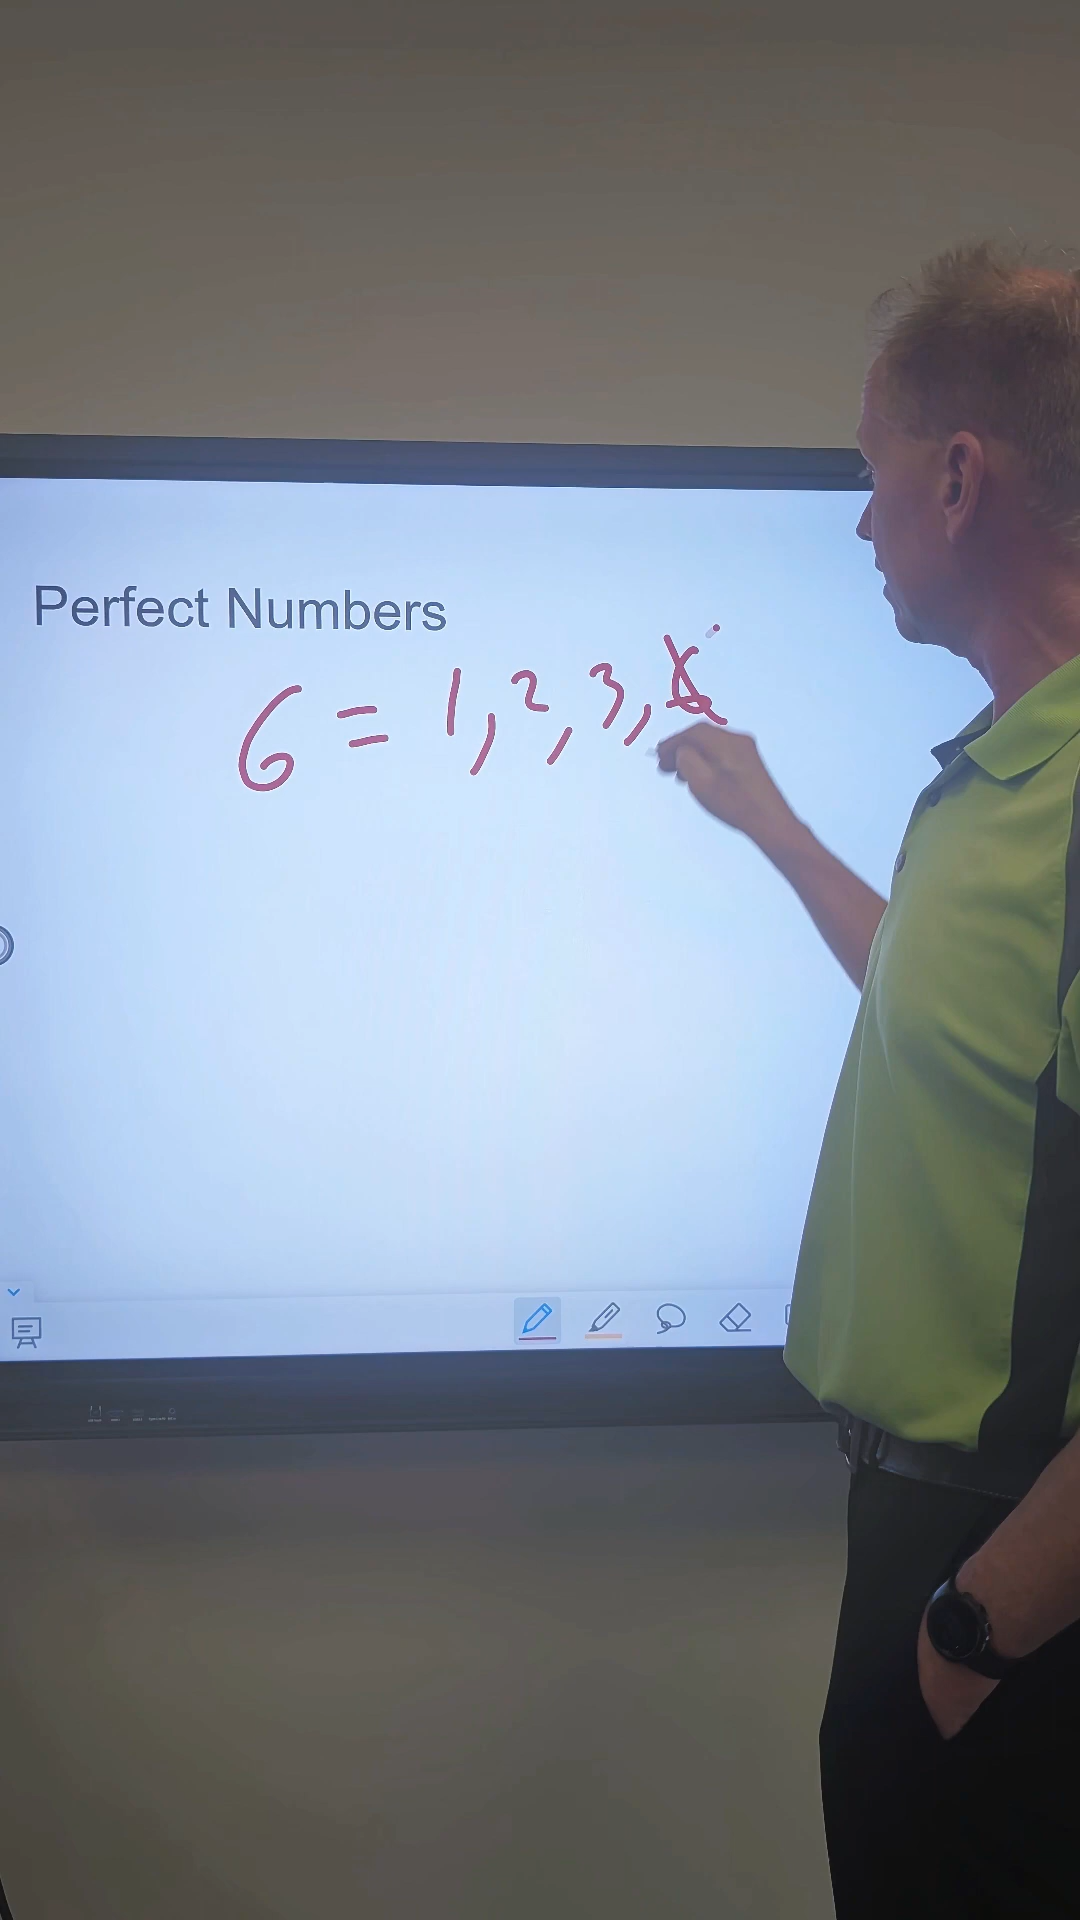 Perfect Numbers
6 = 1, 2, 3, 6